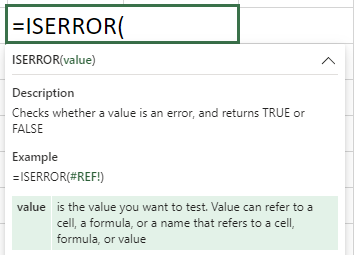 =ISERROR(
ISERROR(value)
Description
Checks whether a value is an error, and returns TRUE or
FALSE
Example
=ISERROR(#REF!)
value is the value you want to test. Value can refer to a
cell, a formula, or a name that refers to a cell,
formula, or value